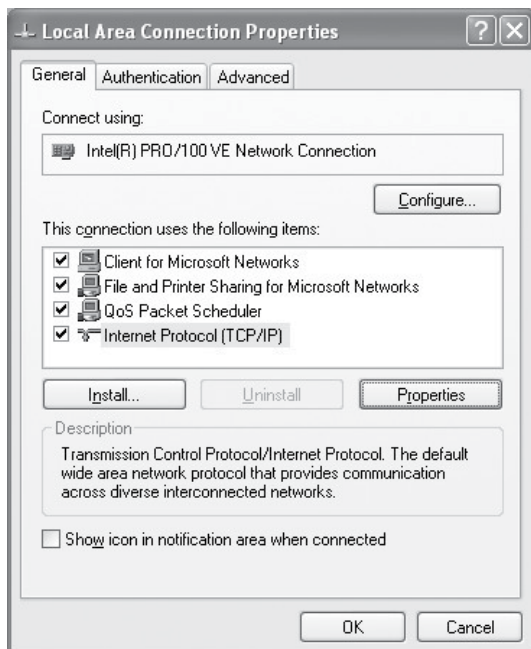 Local Area Connection Properties
General Authentication Advanced
Connect using:
Intel(R) PRO/100 VE Network Connection
Configure...
This connection uses the following items:
Client for Microsoft Networks
File and Printer Sharing for Microsoft Networks
QoS Packet Scheduler
Internet Protocol (TCP/IP)
Install... Uninstall Properties
Description
Transmission Control Protocol/Internet Protocol. The default
wide area network protocol that provides communication
across diverse interconnected networks.
Show icon in notification area when connected
OK Cancel